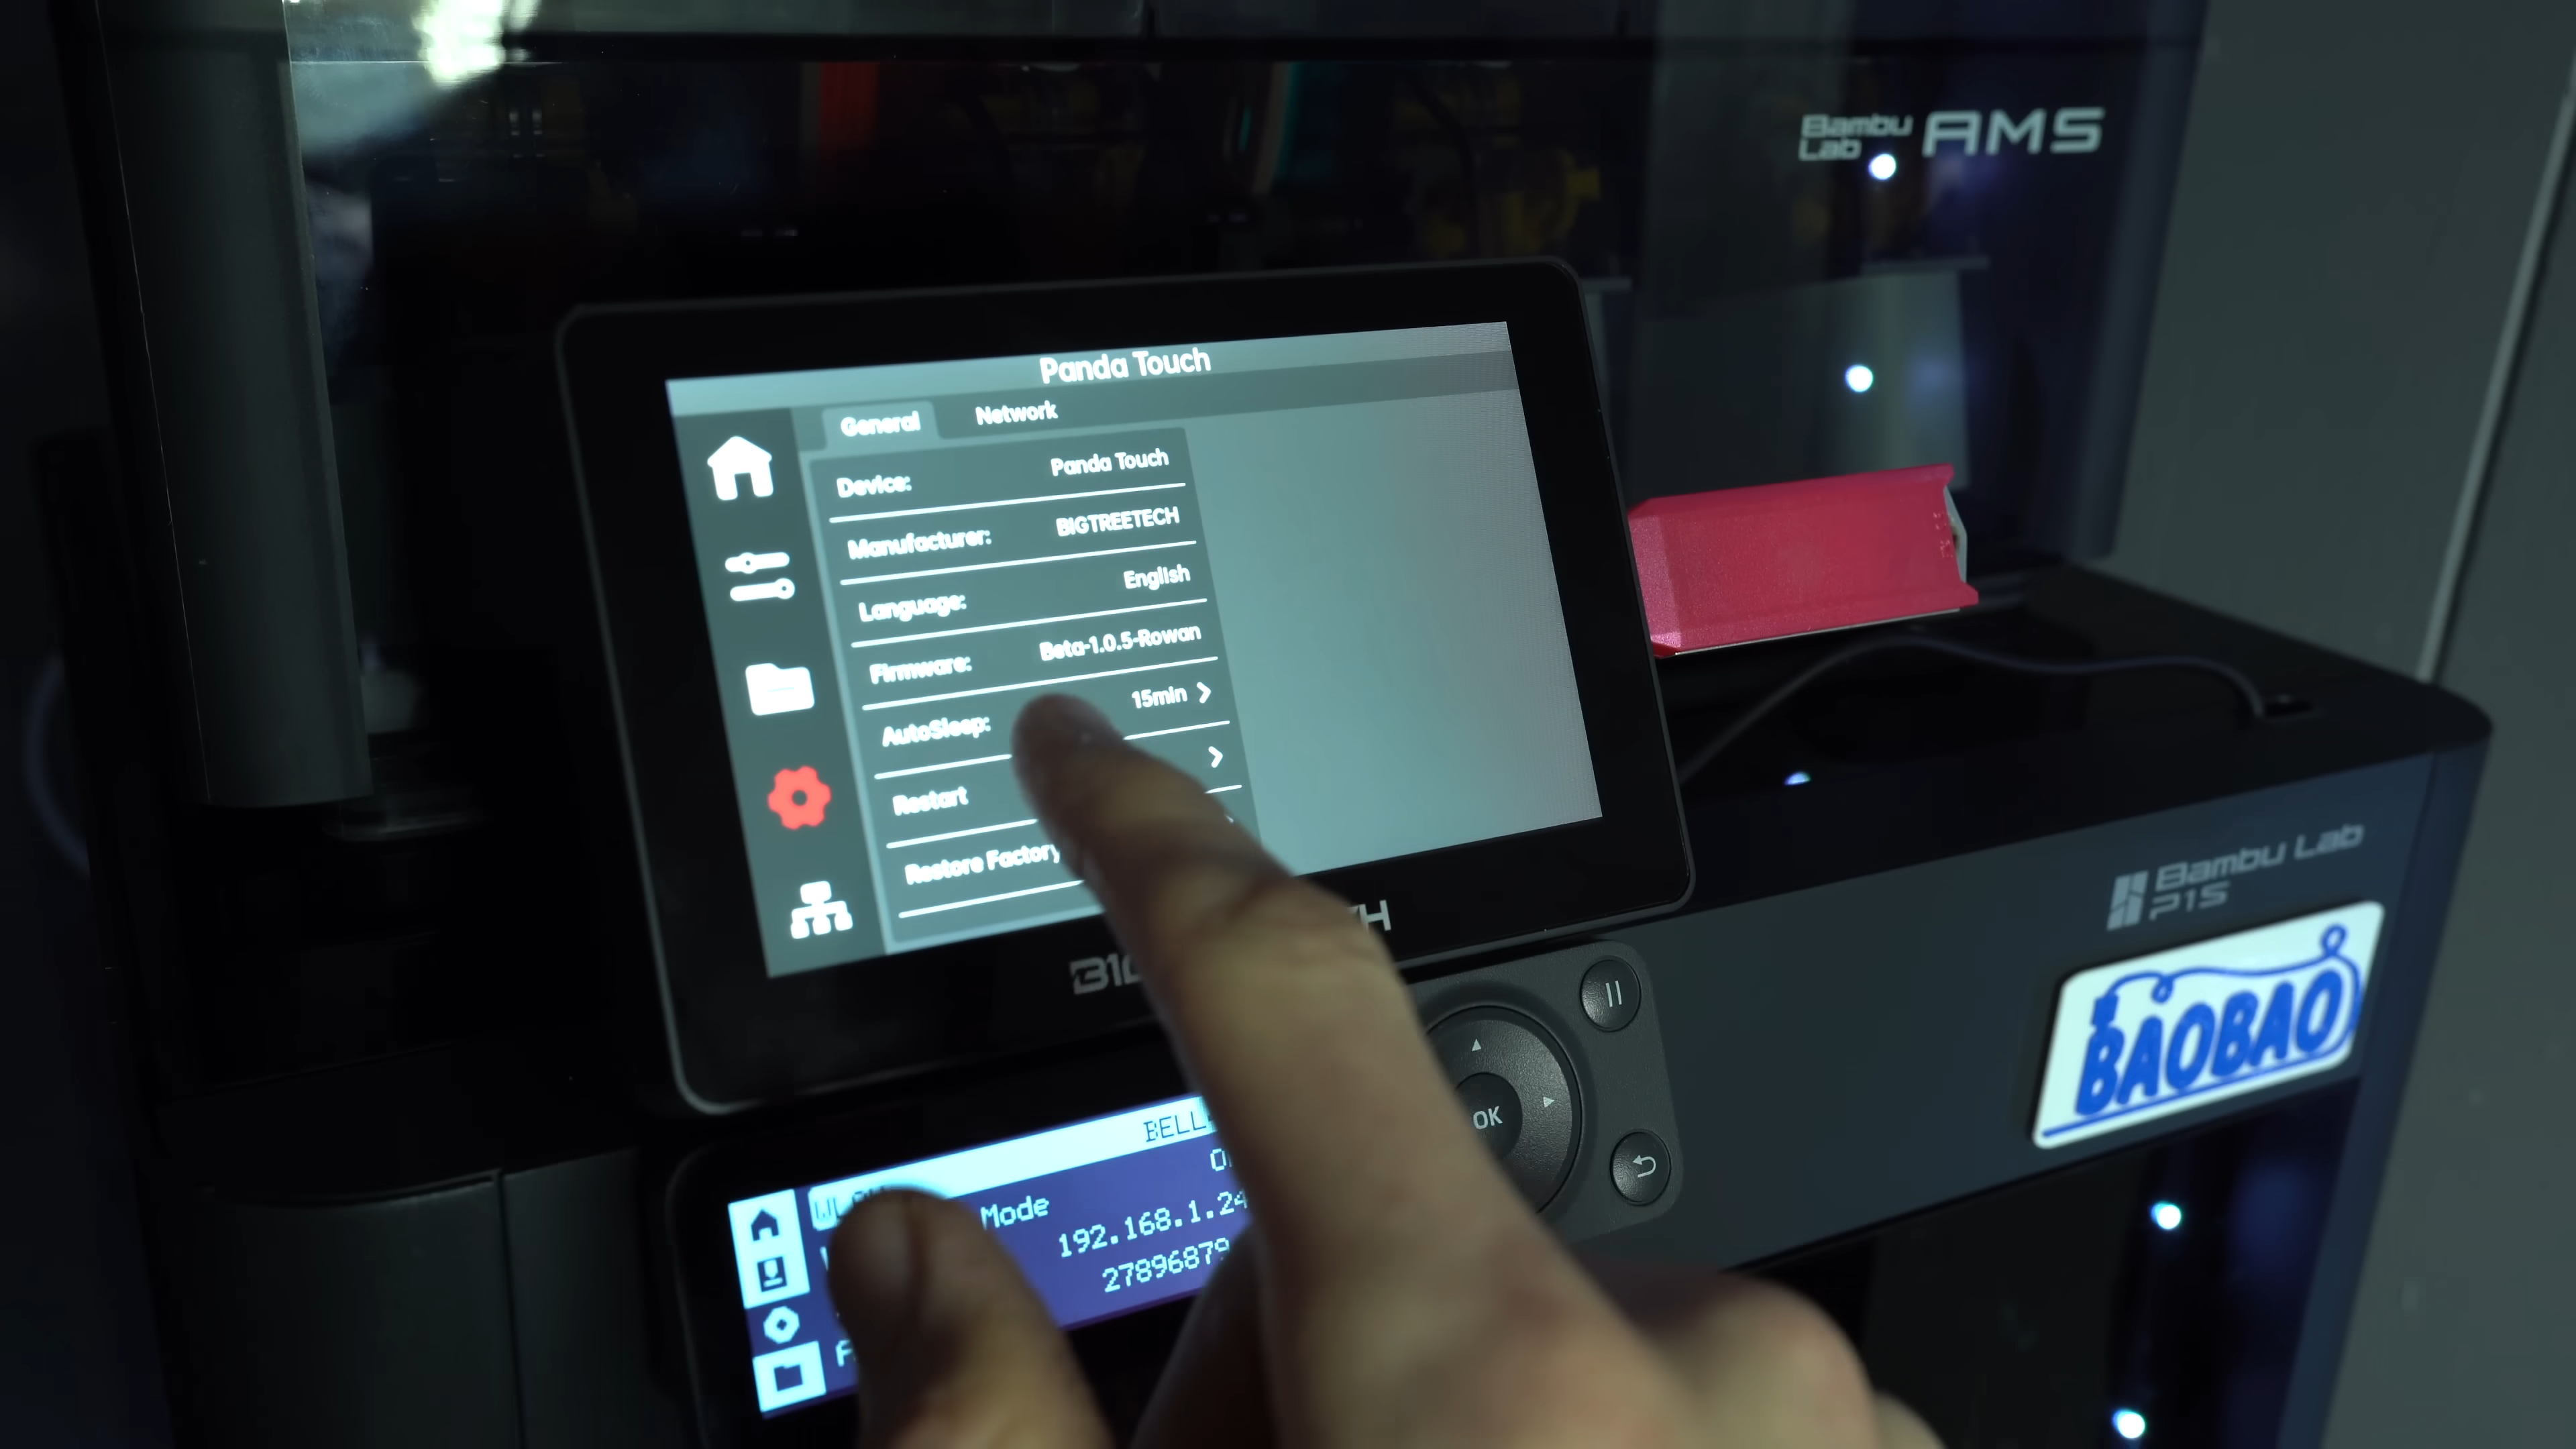 Bambu
Lab AMS
Panda Touch
General Network
Device: Panda Touch
Manufacturer: BIGTREETECH
Language: English
Firmware: Beta-1.0.5-Rowan
AutoSleep: 15min
Restart
Restore Factory
Bambu Lab
P1S
BAOBAO
OK
Mode
192.168.1.24